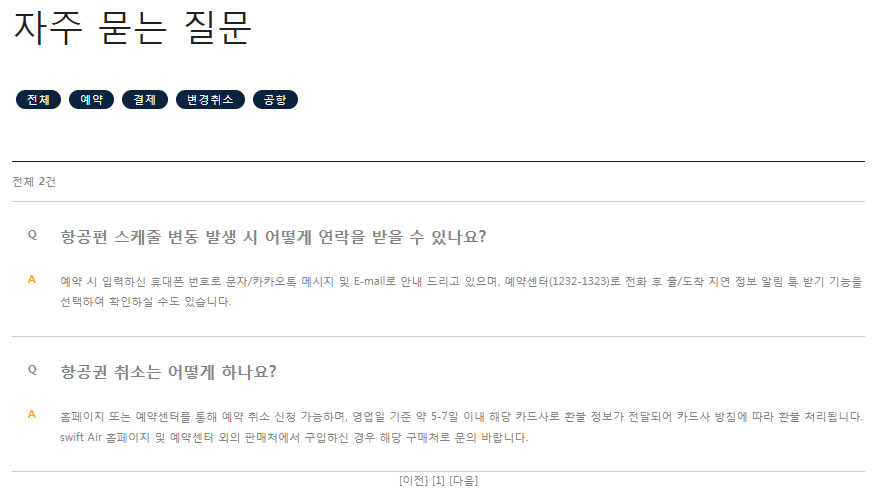 자주 묻는 질문
전체 예약 결제 변경취소 공항
전체 2건
Q 항공편 스케줄 변동 발생 시 어떻게 연락을 받을 수 있나요?
A 예약 시 입력하신 휴대폰 번호로 문자/카카오톡 메시지 및 E-mail로 안내 드리고 있으며, 예약센터(1232-1323)로 전화 후 출/도착 지연 정보 알림 톡 받기 기능을
선택하여 확인하실 수도 있습니다.
Q 항공권 취소는 어떻게 하나요?
A 홈페이지 또는 예약센터를 통해 예약 취소 신청 가능하며, 영업일 기준 약 5-7일 이내 해당 카드사로 환불 정보가 전달되어 카드사 방침에 따라 환불 처리됩니다.
swift Air 홈페이지 및 예약센터 외의 판매처에서 구입하신 경우 해당 구매처로 문의 바랍니다.
[이전] [1] [다음]